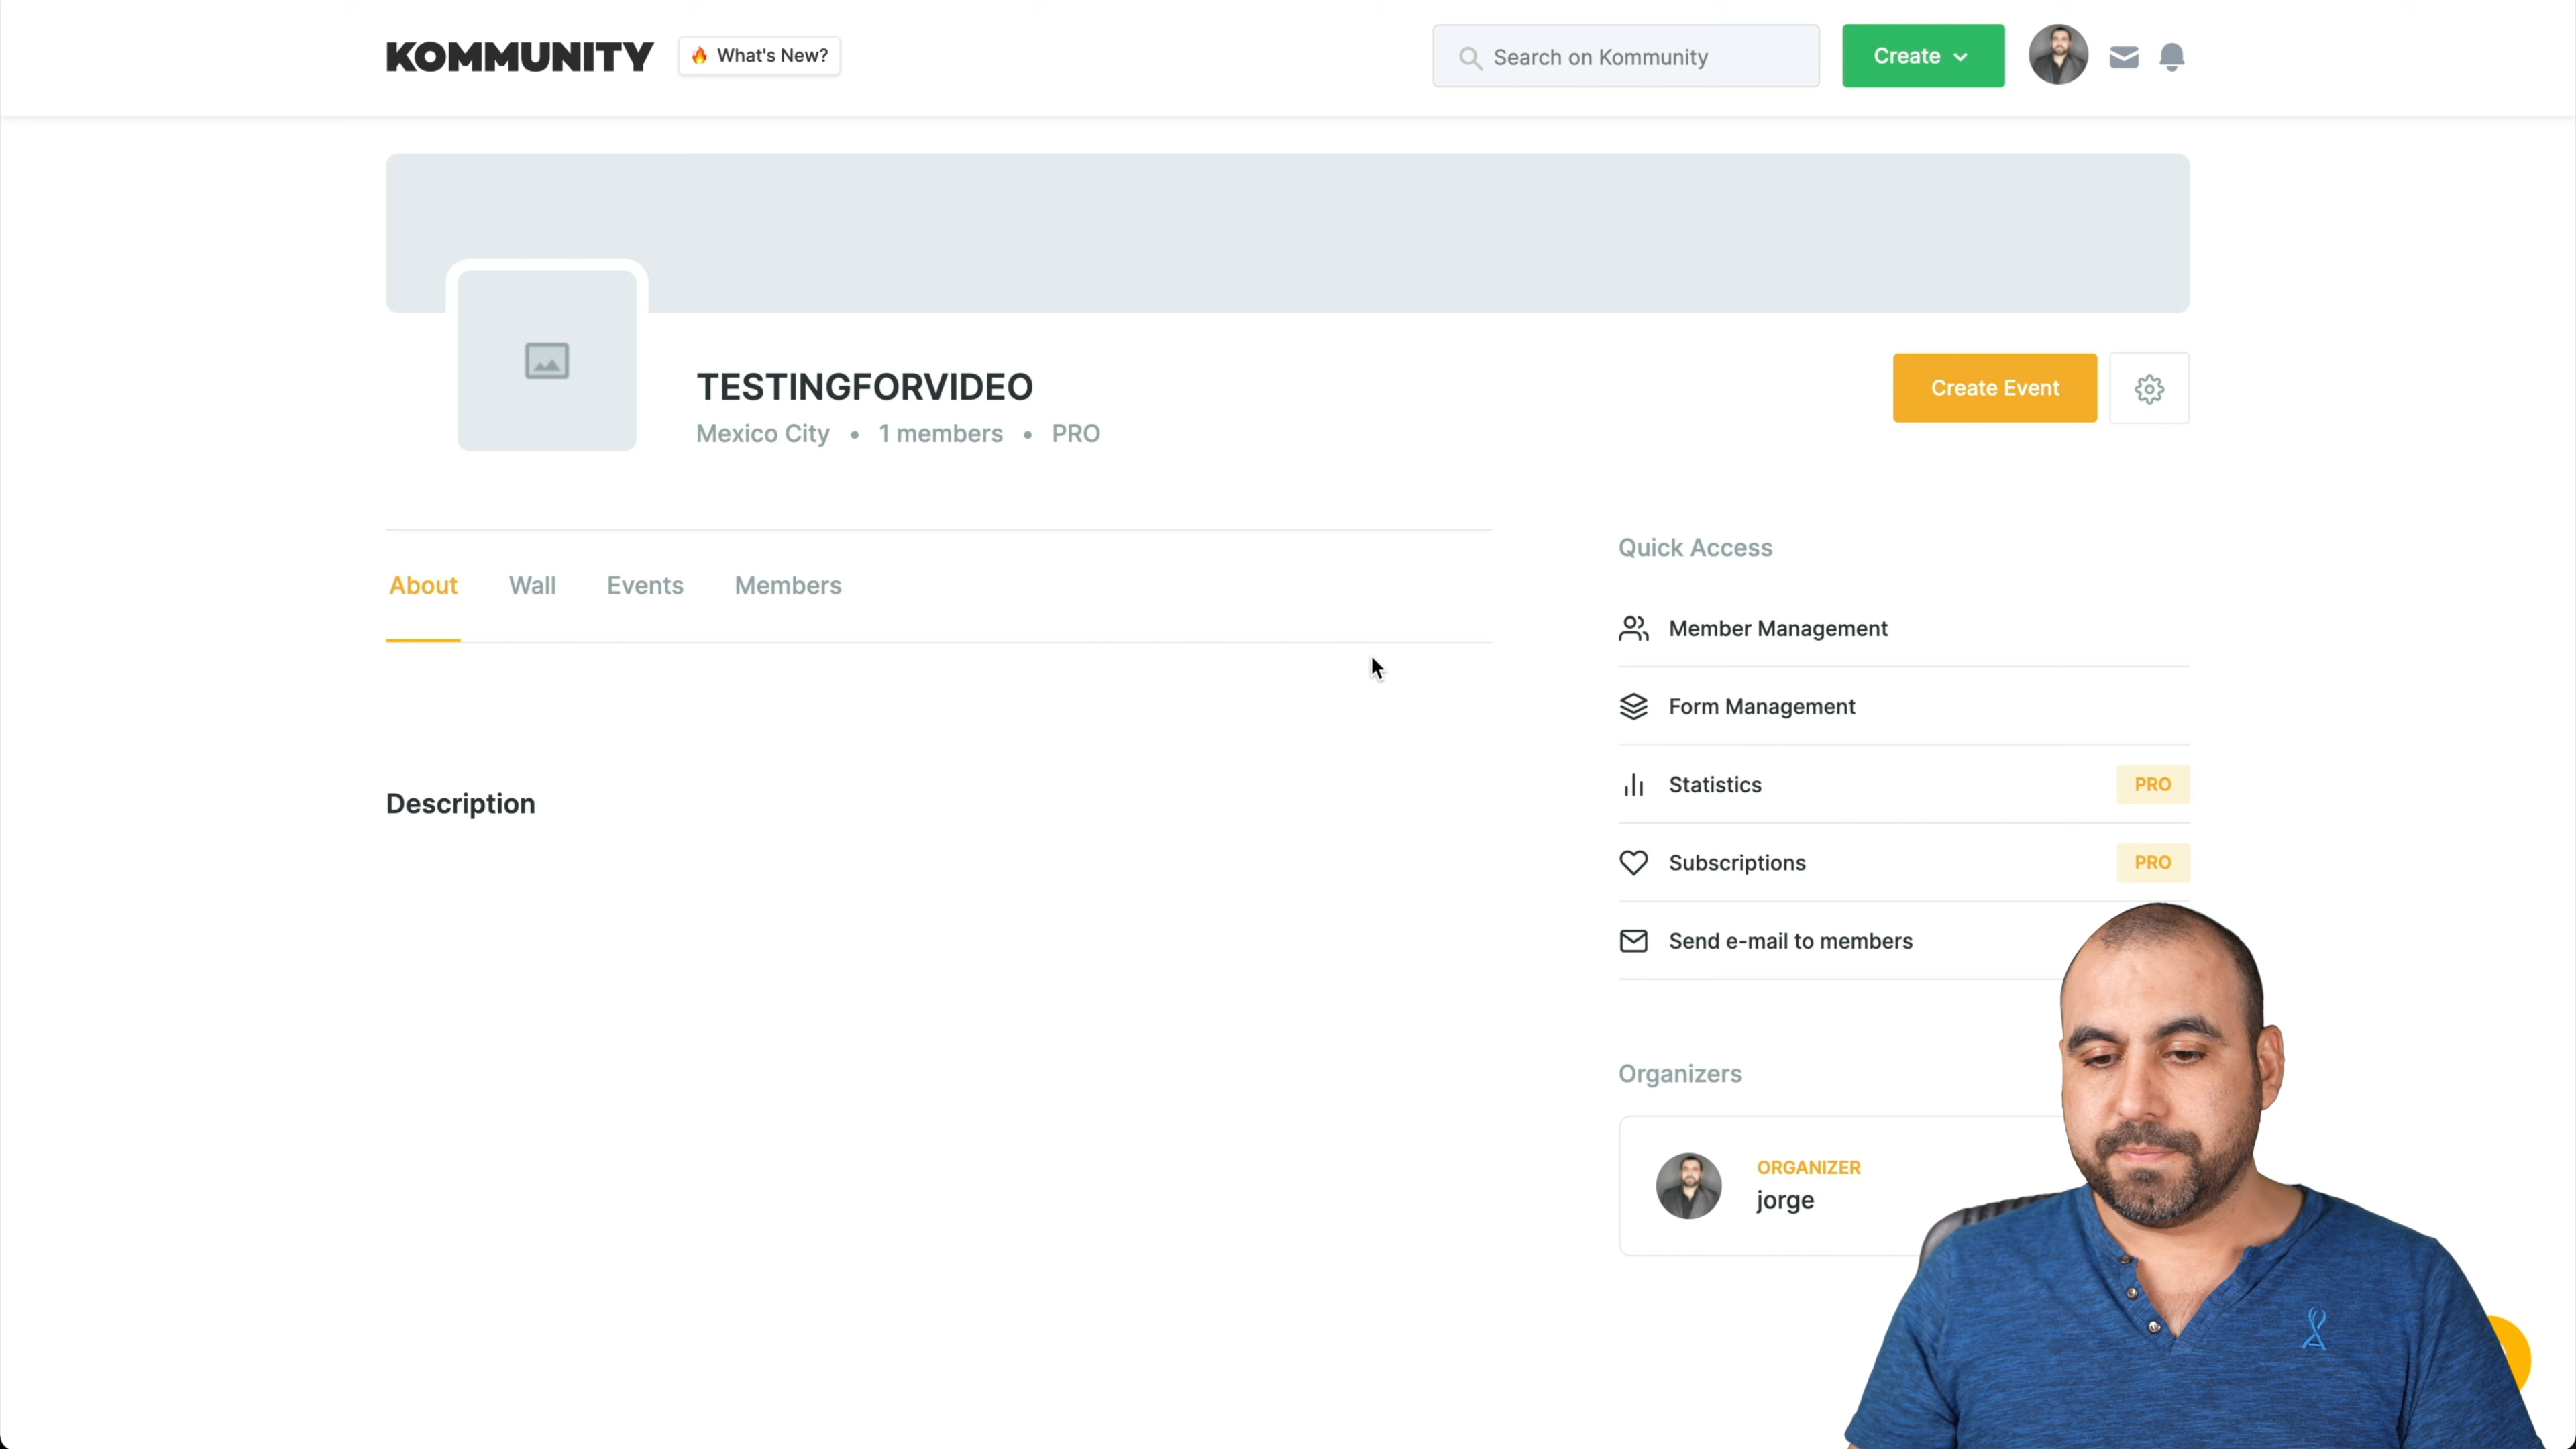 KOMMUNITY
What's New?
Search on Kommunity
Create
TESTINGFORVIDEO
Mexico City • 1 members • PRO
Create Event
About
Wall
Events
Members
Quick Access
Member Management
Form Management
Statistics
PRO
Subscriptions
PRO
Send e-mail to members
Description
Organizers
ORGANIZER
jorge